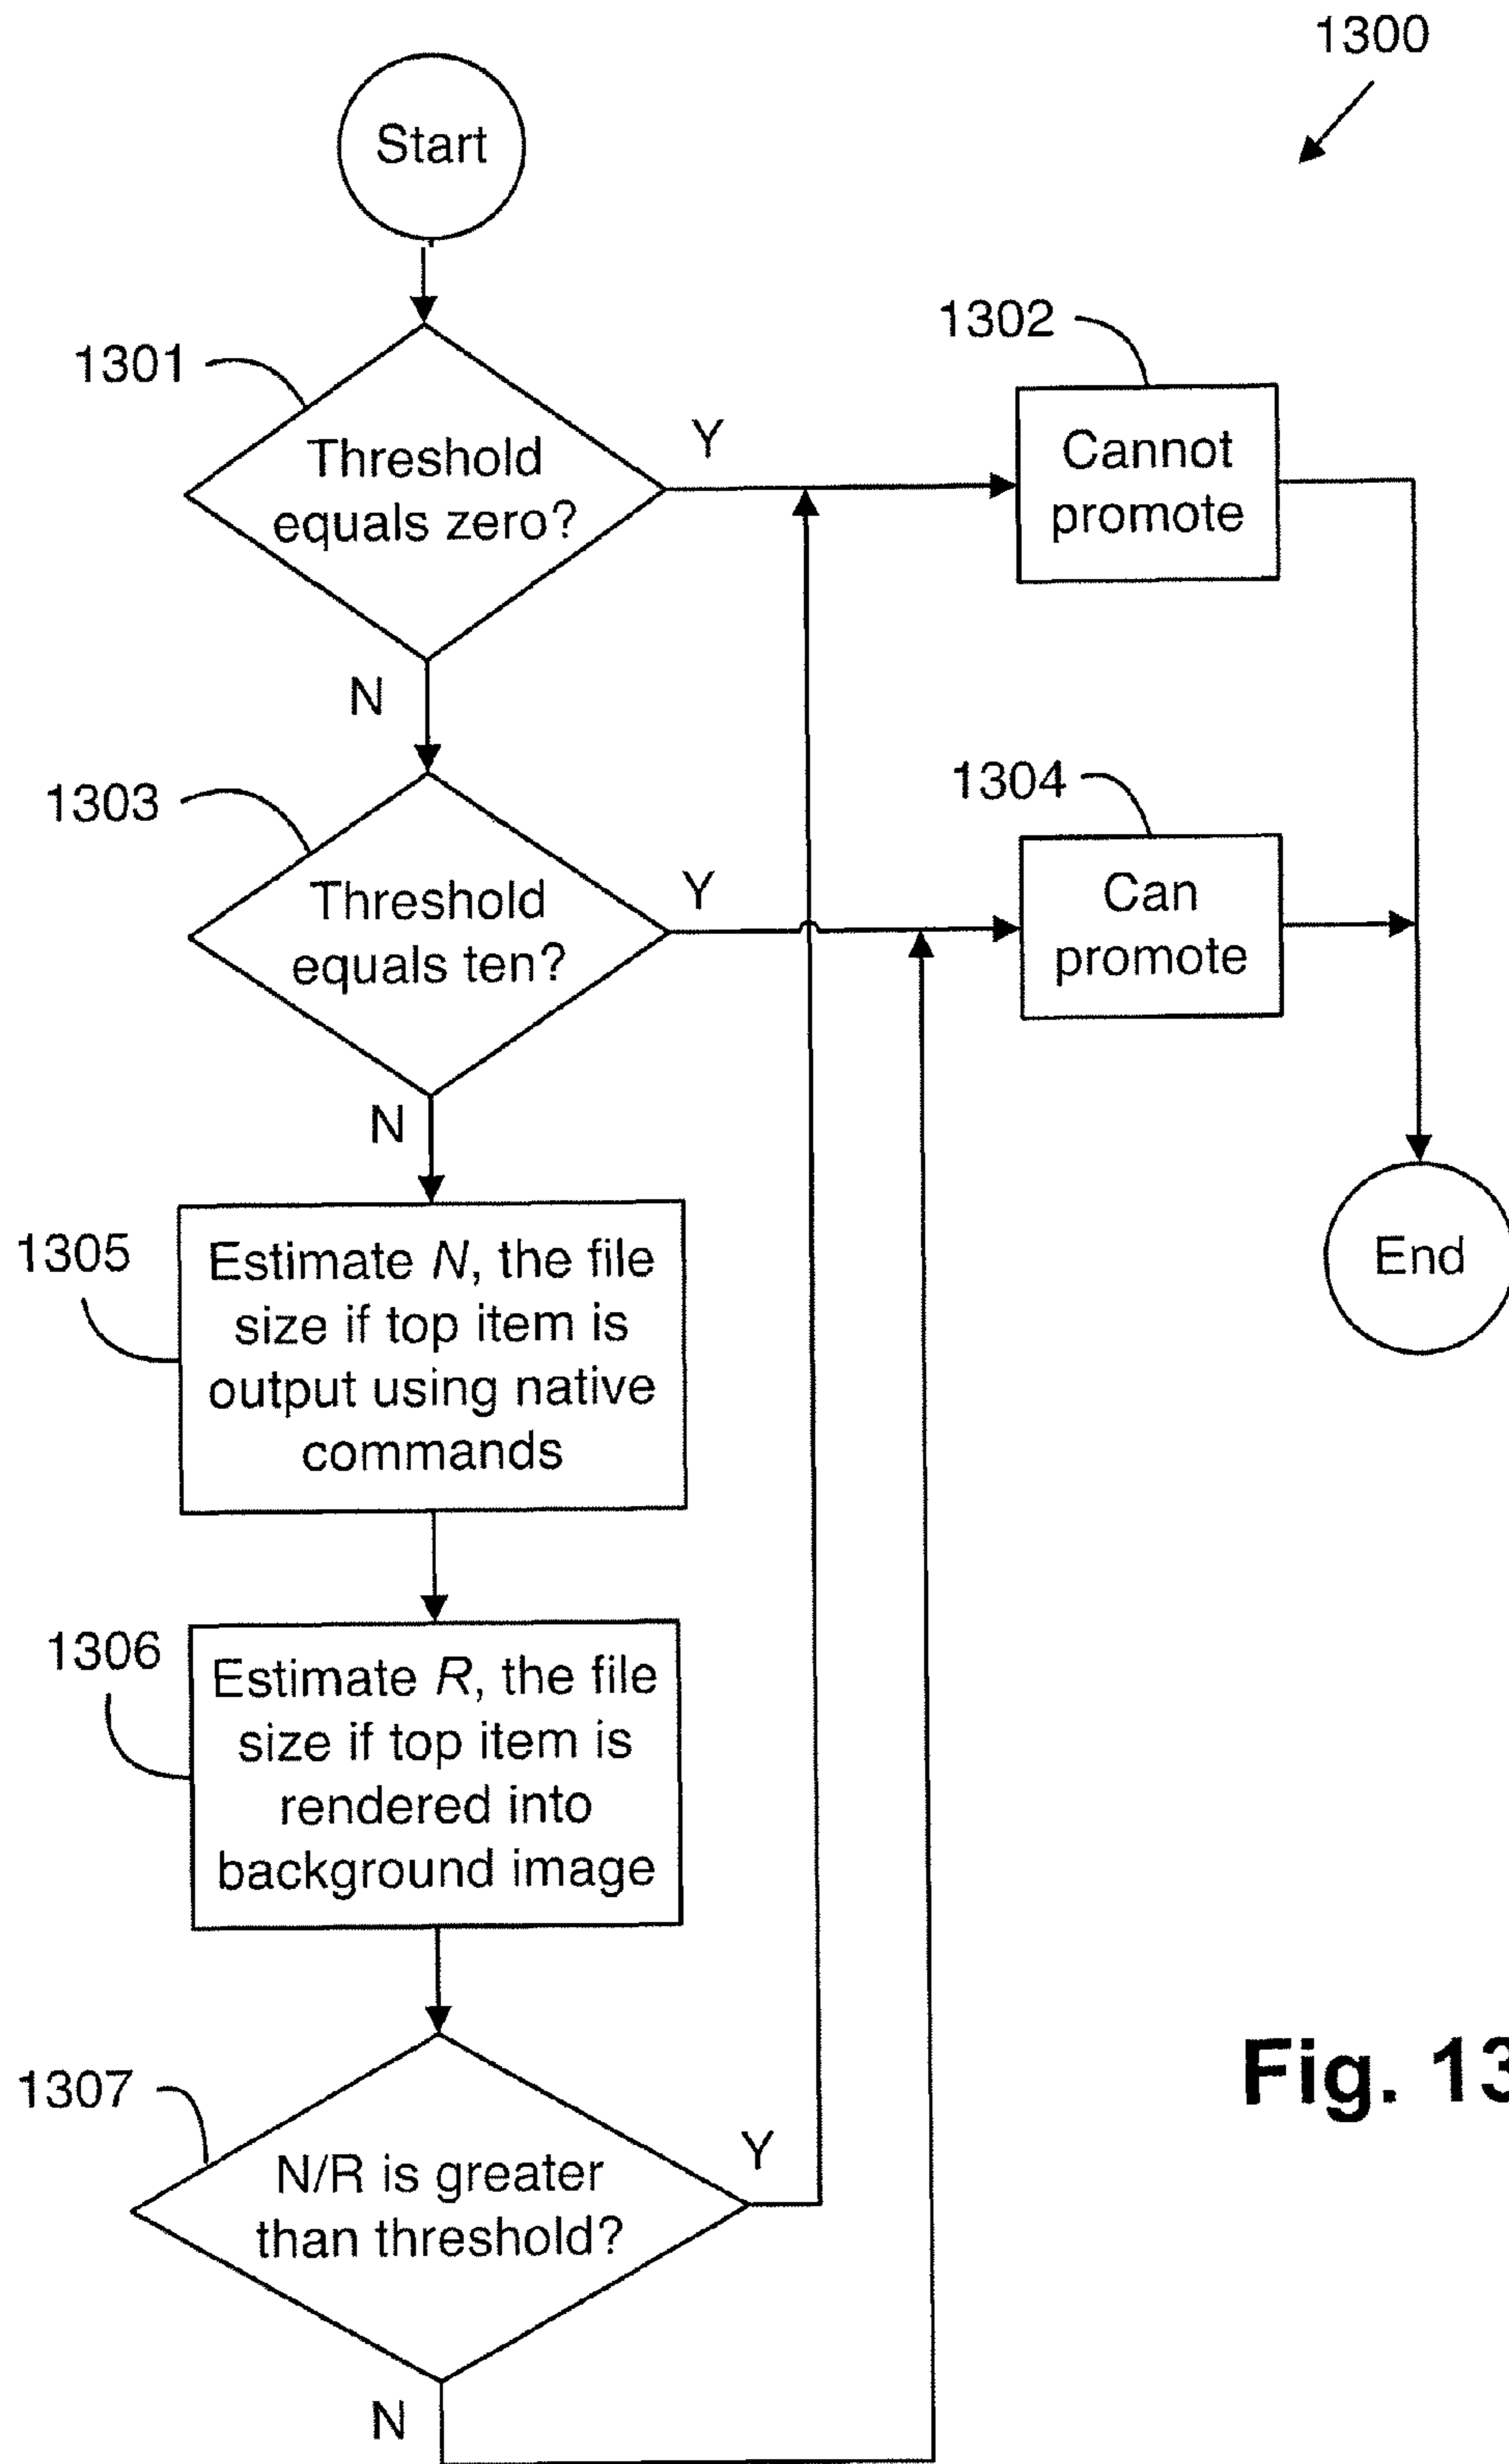 1300
Start
1301
Threshold
equals zero?
Y
N
1302
Cannot
promote
1303
Threshold
equals ten?
Y
N
1304
Can
promote
1305
Estimate N, the file
size if top item is
output using native
commands
End
1306
Estimate R, the file
size if top item is
rendered into
background image
1307
N/R is greater
than threshold?
Y
N
Fig. 13